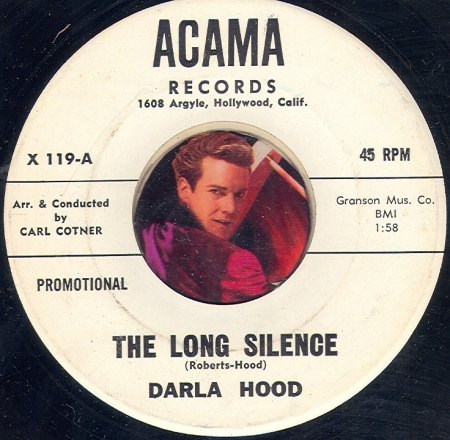 ACAMA
RECORDS
1608 Argyle, Hollywood, Calif.
X 119-A
45 RPM
Arr. & Conducted
by
CARL COTNER
Granson Mus. Co.
BMI
1:58
PROMOTIONAL
THE LONG SILENCE
(Roberts-Hood)
DARLA HOOD